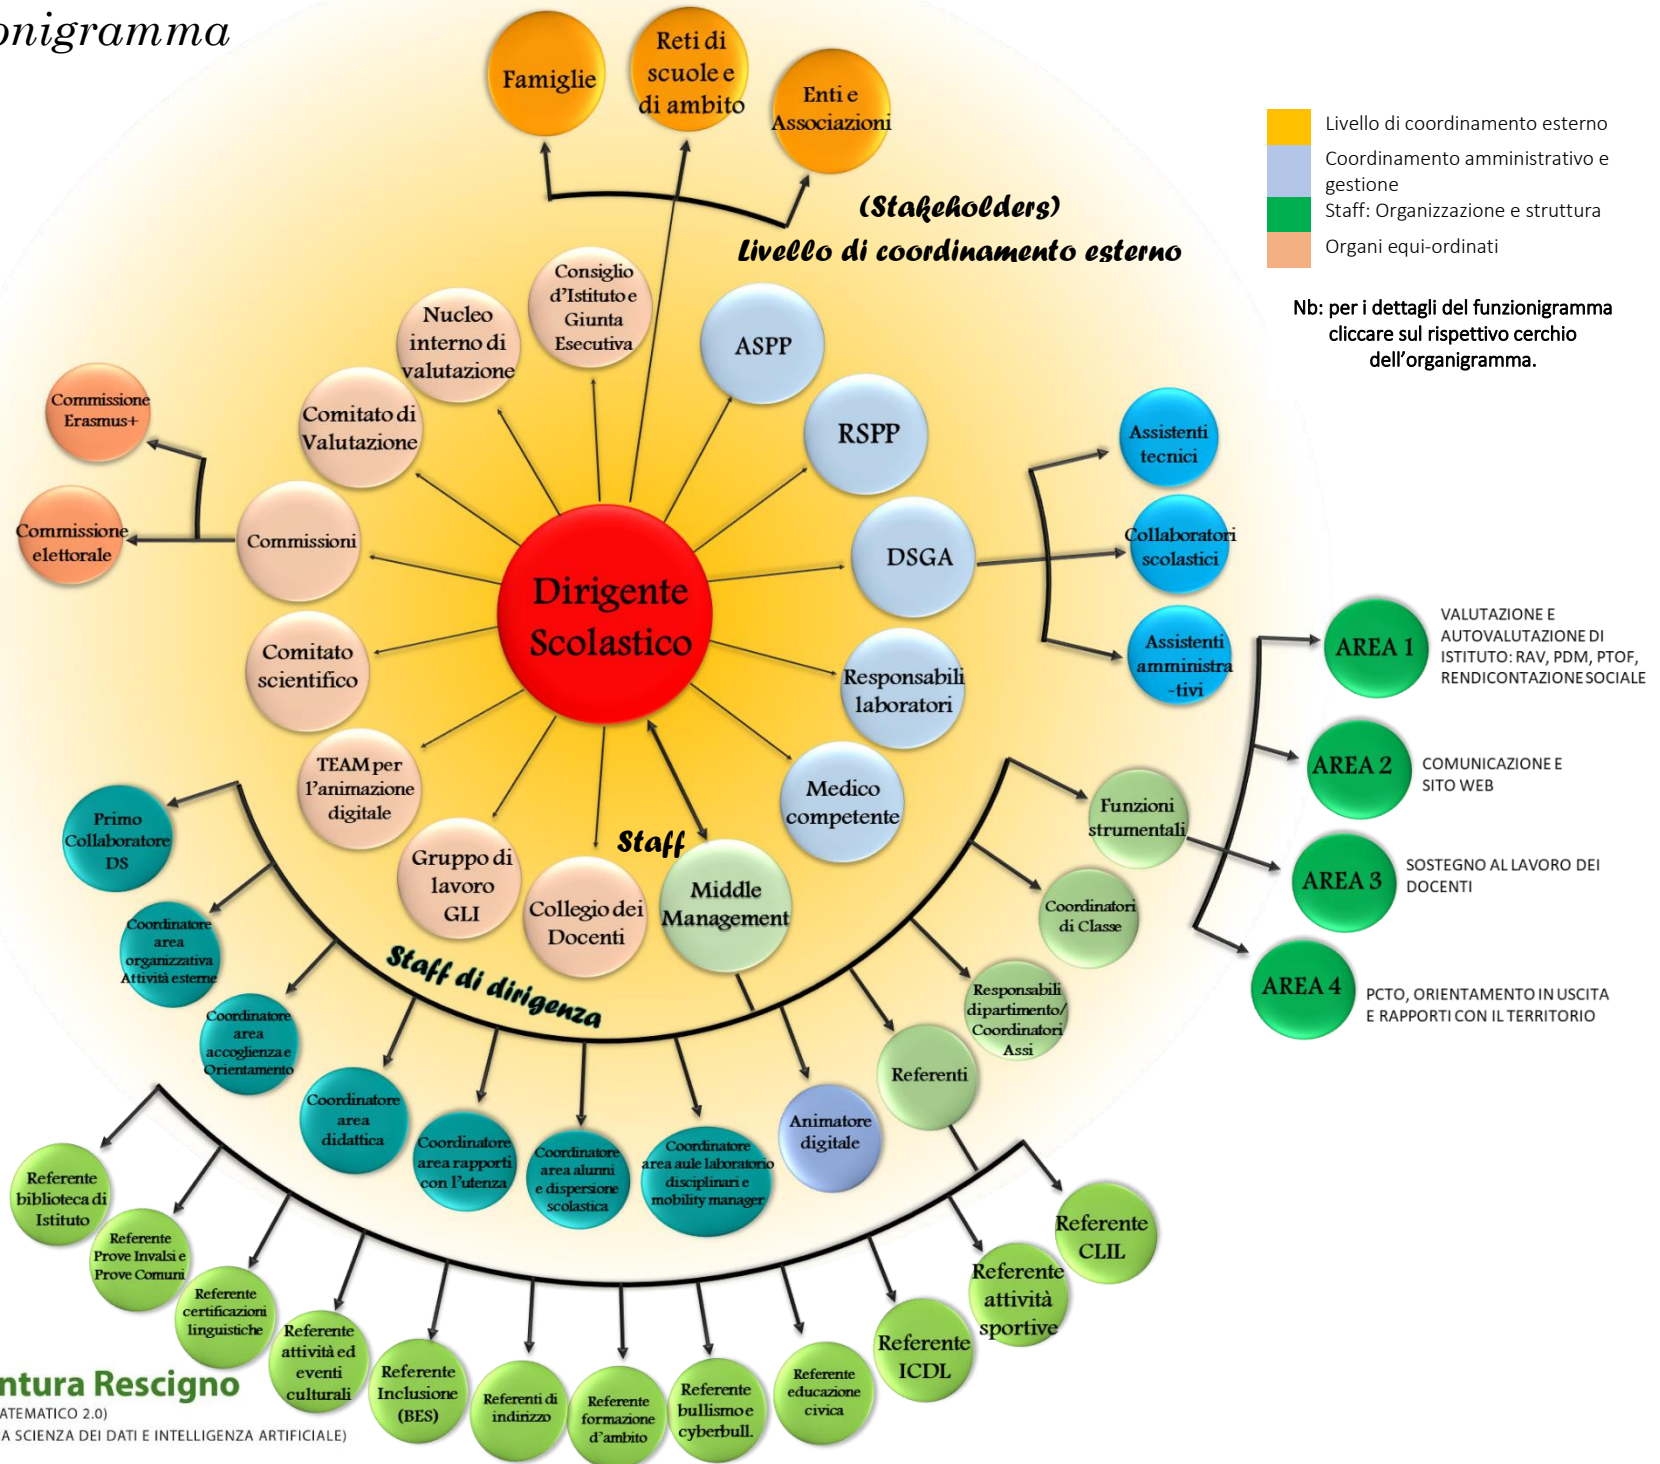 onigramma
Famiglie
Reti di
scuole e
di ambito
Enti e
Associazioni
(Stakeholders)
Livello di coordinamento esterno
Livello di coordinamento esterno
Coordinamento amministrativo e
gestione
Staff: Organizzazione e struttura
Organi equi-ordinati
Nb: per i dettagli del funzionigramma
cliccare sul rispettivo cerchio
dell'organigramma.
Consiglio
d'Istituto e
Giunta
Esecutiva
Nucleo
interno di
valutazione
Comitato di
Valutazione
Commissioni
Commissione
Erasmus+
Commissione
elettorale
Comitato
scientifico
TEAM per
l'animazione
digitale
Gruppo di
lavoro
GLI
Collegio dei
Docenti
Dirigente
Scolastico
ASPP
RSPP
DSGA
Responsabili
laboratori
Medico
competente
Assistenti
tecnici
Collaboratori
scolastici
Assistenti
amministra
-tivi
Staff
Middle
Management
Staff di dirigenza
Primo
Collaboratore
DS
Coordinatore
area
organizzativa
Attività esterne
Coordinatore
area
accoglienza e
Orientamento
Coordinatore
area
didattica
Coordinatore
area rapporti
con l'utenza
Coordinatore
area alunni
e dispersione
scolastica
Coordinatore
area aule laboratorio
disciplinari e
mobility manager
Animatore
digitale
Referenti
Responsabili
dipartimento/
Coordinatori
Assi
Coordinatori
di Classe
Funzioni
strumentali
AREA 1
VALUTAZIONE E
AUTOVALUTAZIONE DI
ISTITUTO: RAV, PDM, PTOF,
RENDICONTAZIONE SOCIALE
AREA 2
COMUNICAZIONE E
SITO WEB
AREA 3
SOSTEGNO AL LAVORO DEI
DOCENTI
AREA 4
PCTO, ORIENTAMENTO IN USCITA
E RAPPORTI CON IL TERRITORIO
Referente
biblioteca di
Istituto
Referente
Prove Invalsi e
Prove Comuni
Referente
certificazioni
linguistiche
Referente
attività ed
eventi
culturali
Referente
Inclusione
(BES)
Referenti di
indirizzo
Referente
formazione
d'ambito
Referente
bullismo e
cyberbull.
Referente
educazione
civica
Referente
ICDL
Referente
attività
sportive
Referente
CLIL
ntura Rescigno
ATEMATICO 2.0)
A SCIENZA DEI DATI E INTELLIGENZA ARTIFICIALE)